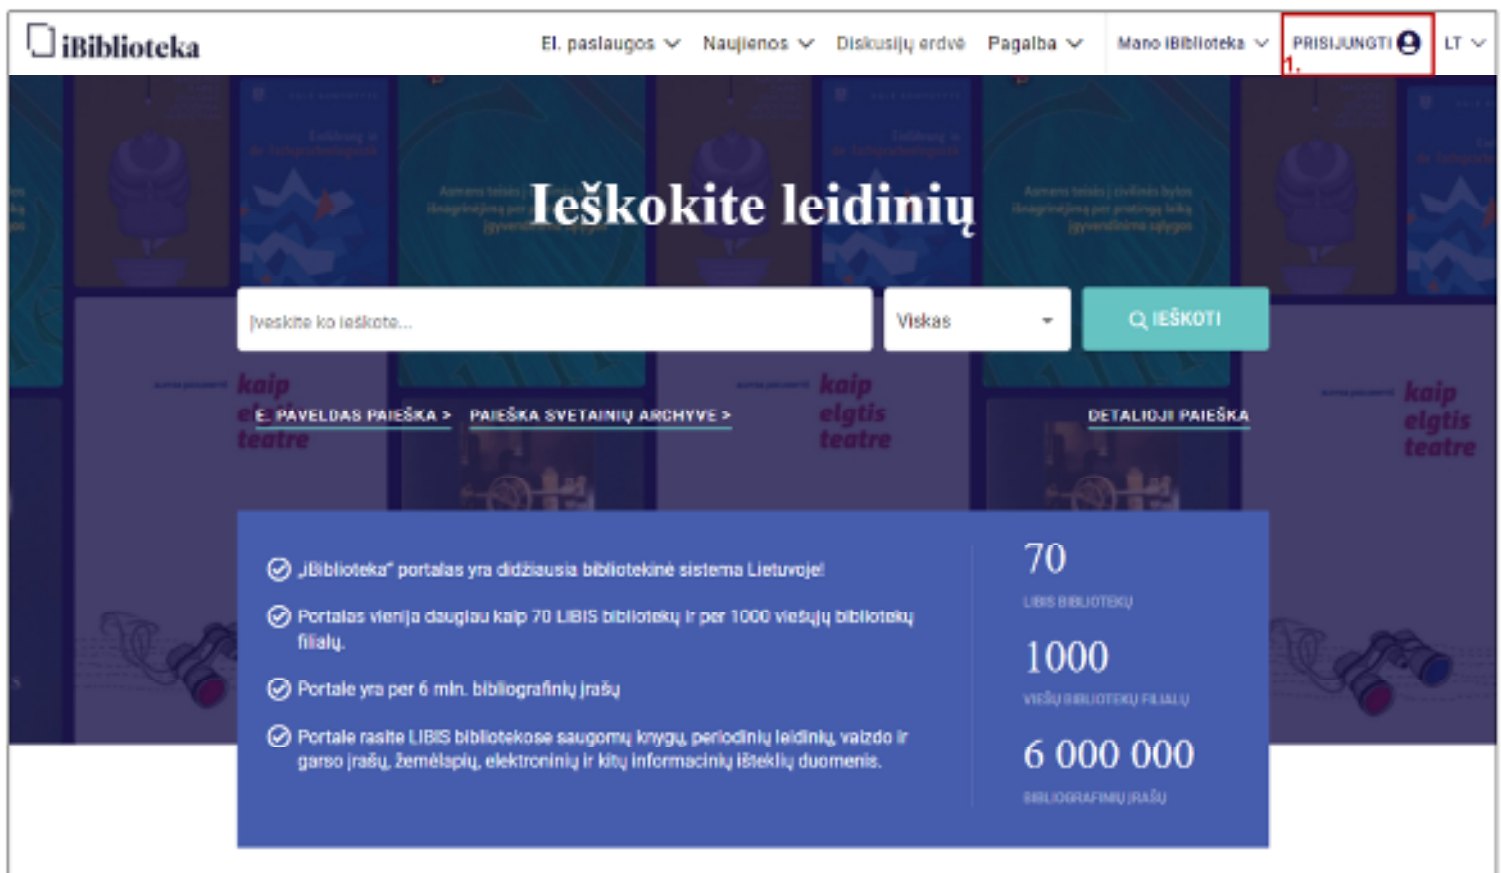 iBiblioteka
El. paslaugos Naujienos Diskusijų erdvė Pagalba Mano iBiblioteka PRISIJUNGTI LT
1.
Ieškokite leidinių
Įveskite ko ieškote...
Viskas
IEŠKOTI
kaip
elgtis
teatre
E. PAVELDAS PAIEŠKA >
PAIEŠKA SVETAINIŲ ARCHYVE >
DETALIOJI PAIEŠKA
kaip
elgtis
teatre
kaip
elgtis
teatre
„iBiblioteka" portalas yra didžiausia bibliotekinė sistema Lietuvoje!
Portalas vienija daugiau kaip 70 LIBIS bibliotekų ir per 1000 viešųjų bibliotekų
filialų.
Portale yra per 6 mln. bibliografinių įrašų
Portale rasite LIBIS bibliotekose saugomų knygų, periodinių leidinių, vaizdo ir
garso įrašų, žemėlapių, elektroninių ir kitų informacinių išteklių duomenis.
70
LIBIS BIBLIOTEKŲ
1000
VIEŠŲ BIBLIOTEKŲ FILIALŲ
6 000 000
BIBLIOGRAFINIŲ ĮRAŠŲ